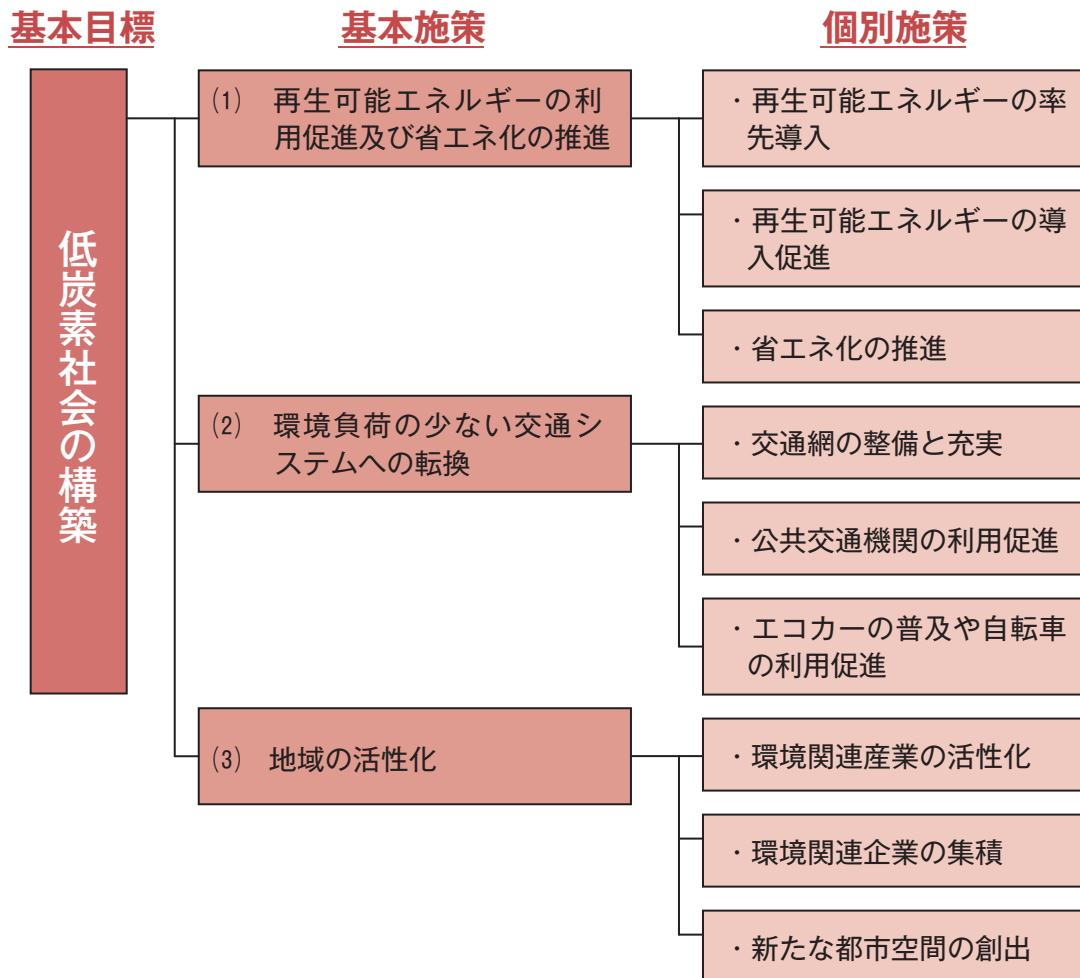 基本目標
基本施策
個別施策
低炭素社会の構築
(1) 再生可能エネルギーの利
用促進及び省エネ化の推進
・再生可能エネルギーの率
先導入
・再生可能エネルギーの導
入促進
・省エネ化の推進
(2) 環境負荷の少ない交通シ
ステムへの転換
・交通網の整備と充実
・公共交通機関の利用促進
・エコカーの普及や自転車
の利用促進
(3) 地域の活性化
・環境関連産業の活性化
・環境関連企業の集積
・新たな都市空間の創出